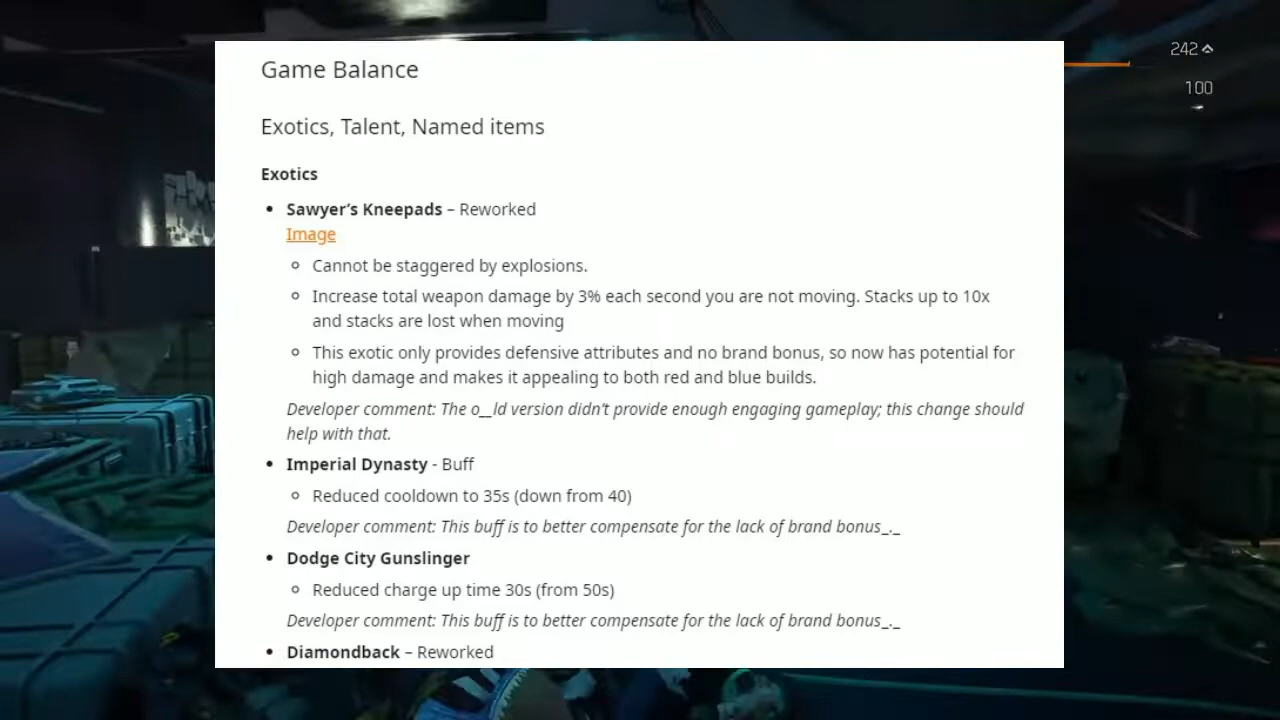 Game Balance
242
100
Exotics, Talent, Named items
Exotics
• Sawyer’s Kneepads – Reworked
Image
Cannot be staggered by explosions.
Increase total weapon damage by 3% each second you are not moving. Stacks up to 10x
and stacks are lost when moving
This exotic only provides defensive attributes and no brand bonus, so now has potential for
high damage and makes it appealing to both red and blue builds.
Developer comment: The o__ld version didn’t provide enough engaging gameplay; this change should
help with that.
• Imperial Dynasty - Buff
Reduced cooldown to 35s (down from 40)
Developer comment: This buff is to better compensate for the lack of brand bonus_._
• Dodge City Gunslinger
Reduced charge up time 30s (from 50s)
Developer comment: This buff is to better compensate for the lack of brand bonus_._
• Diamondback – Reworked